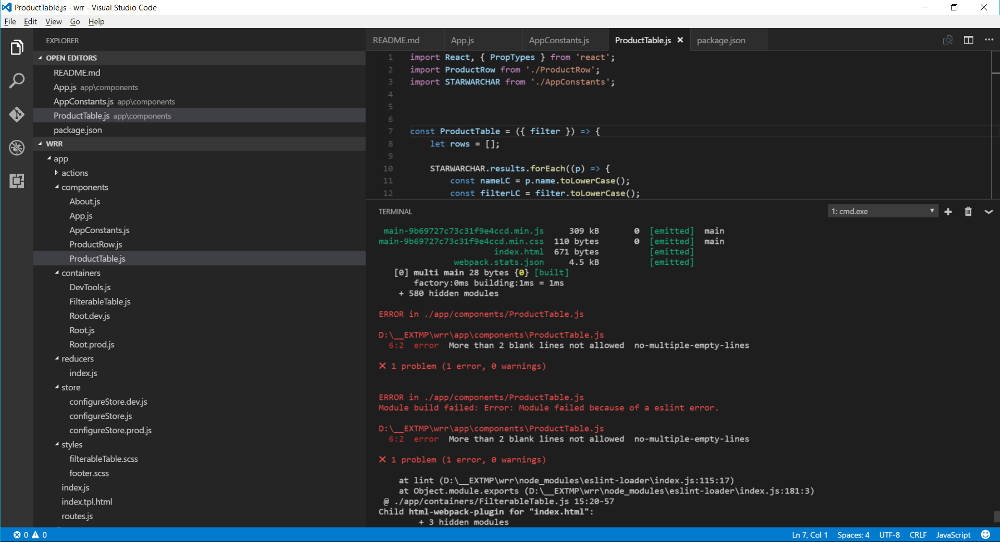 ProductTable.js - wrr - Visual Studio Code
File Edit View Go Help
EXPLORER
OPEN EDITORS
README.md
App.js app\components
AppConstants.js app\components
ProductTable.js app\components
package.json
WRR
app
actions
components
About.js
App.js
AppConstants.js
ProductRow.js
ProductTable.js
containers
DevTools.js
FilterableTable.js
Root.dev.js
Root.js
Root.prod.js
reducers
index.js
store
configureStore.dev.js
configureStore.js
configureStore.prod.js
styles
filterableTable.scss
footer.scss
index.js
index.tpl.html
routes.js
README.md App.js AppConstants.js ProductTable.js package.json
1 import React, { PropTypes } from 'react';
2 import ProductRow from './ProductRow';
3 import STARWARCHAR from './AppConstants';
4
5
6
7 const ProductTable = ({ filter }) => {
8 let rows = [];
9
10 STARWARCHAR.results.forEach((p) => {
11 const nameLC = p.name.toLowerCase();
12 const filterLC = filter.toLowerCase();
TERMINAL
1: cmd.exe
main-9b69727c73c31f9e4ccd.min.js 309 kB 0 [emitted] main
main-9b69727c73c31f9e4ccd.min.css 110 bytes 0 [emitted] main
index.html 671 bytes [emitted]
webpack.stats.json 4.5 kB [emitted]
[0] multi main 28 bytes {0} [built]
factory:0ms building:1ms = 1ms
+ 580 hidden modules
ERROR in ./app/components/ProductTable.js
D:\__EXTMP\wrr\app\components\ProductTable.js
6:2 error More than 2 blank lines not allowed no-multiple-empty-lines
✕ 1 problem (1 error, 0 warnings)
ERROR in ./app/components/ProductTable.js
Module build failed: Error: Module failed because of a eslint error.
D:\__EXTMP\wrr\app\components\ProductTable.js
6:2 error More than 2 blank lines not allowed no-multiple-empty-lines
✕ 1 problem (1 error, 0 warnings)
at lint (D:\__EXTMP\wrr\node_modules\eslint-loader\index.js:115:17)
at Object.module.exports (D:\__EXTMP\wrr\node_modules\eslint-loader\index.js:181:3)
@ ./app/containers/FilterableTable.js 15:20-57
Child html-webpack-plugin for "index.html":
+ 3 hidden modules
0 0
Ln 7, Col 1 Spaces: 4 UTF-8 CRLF JavaScript